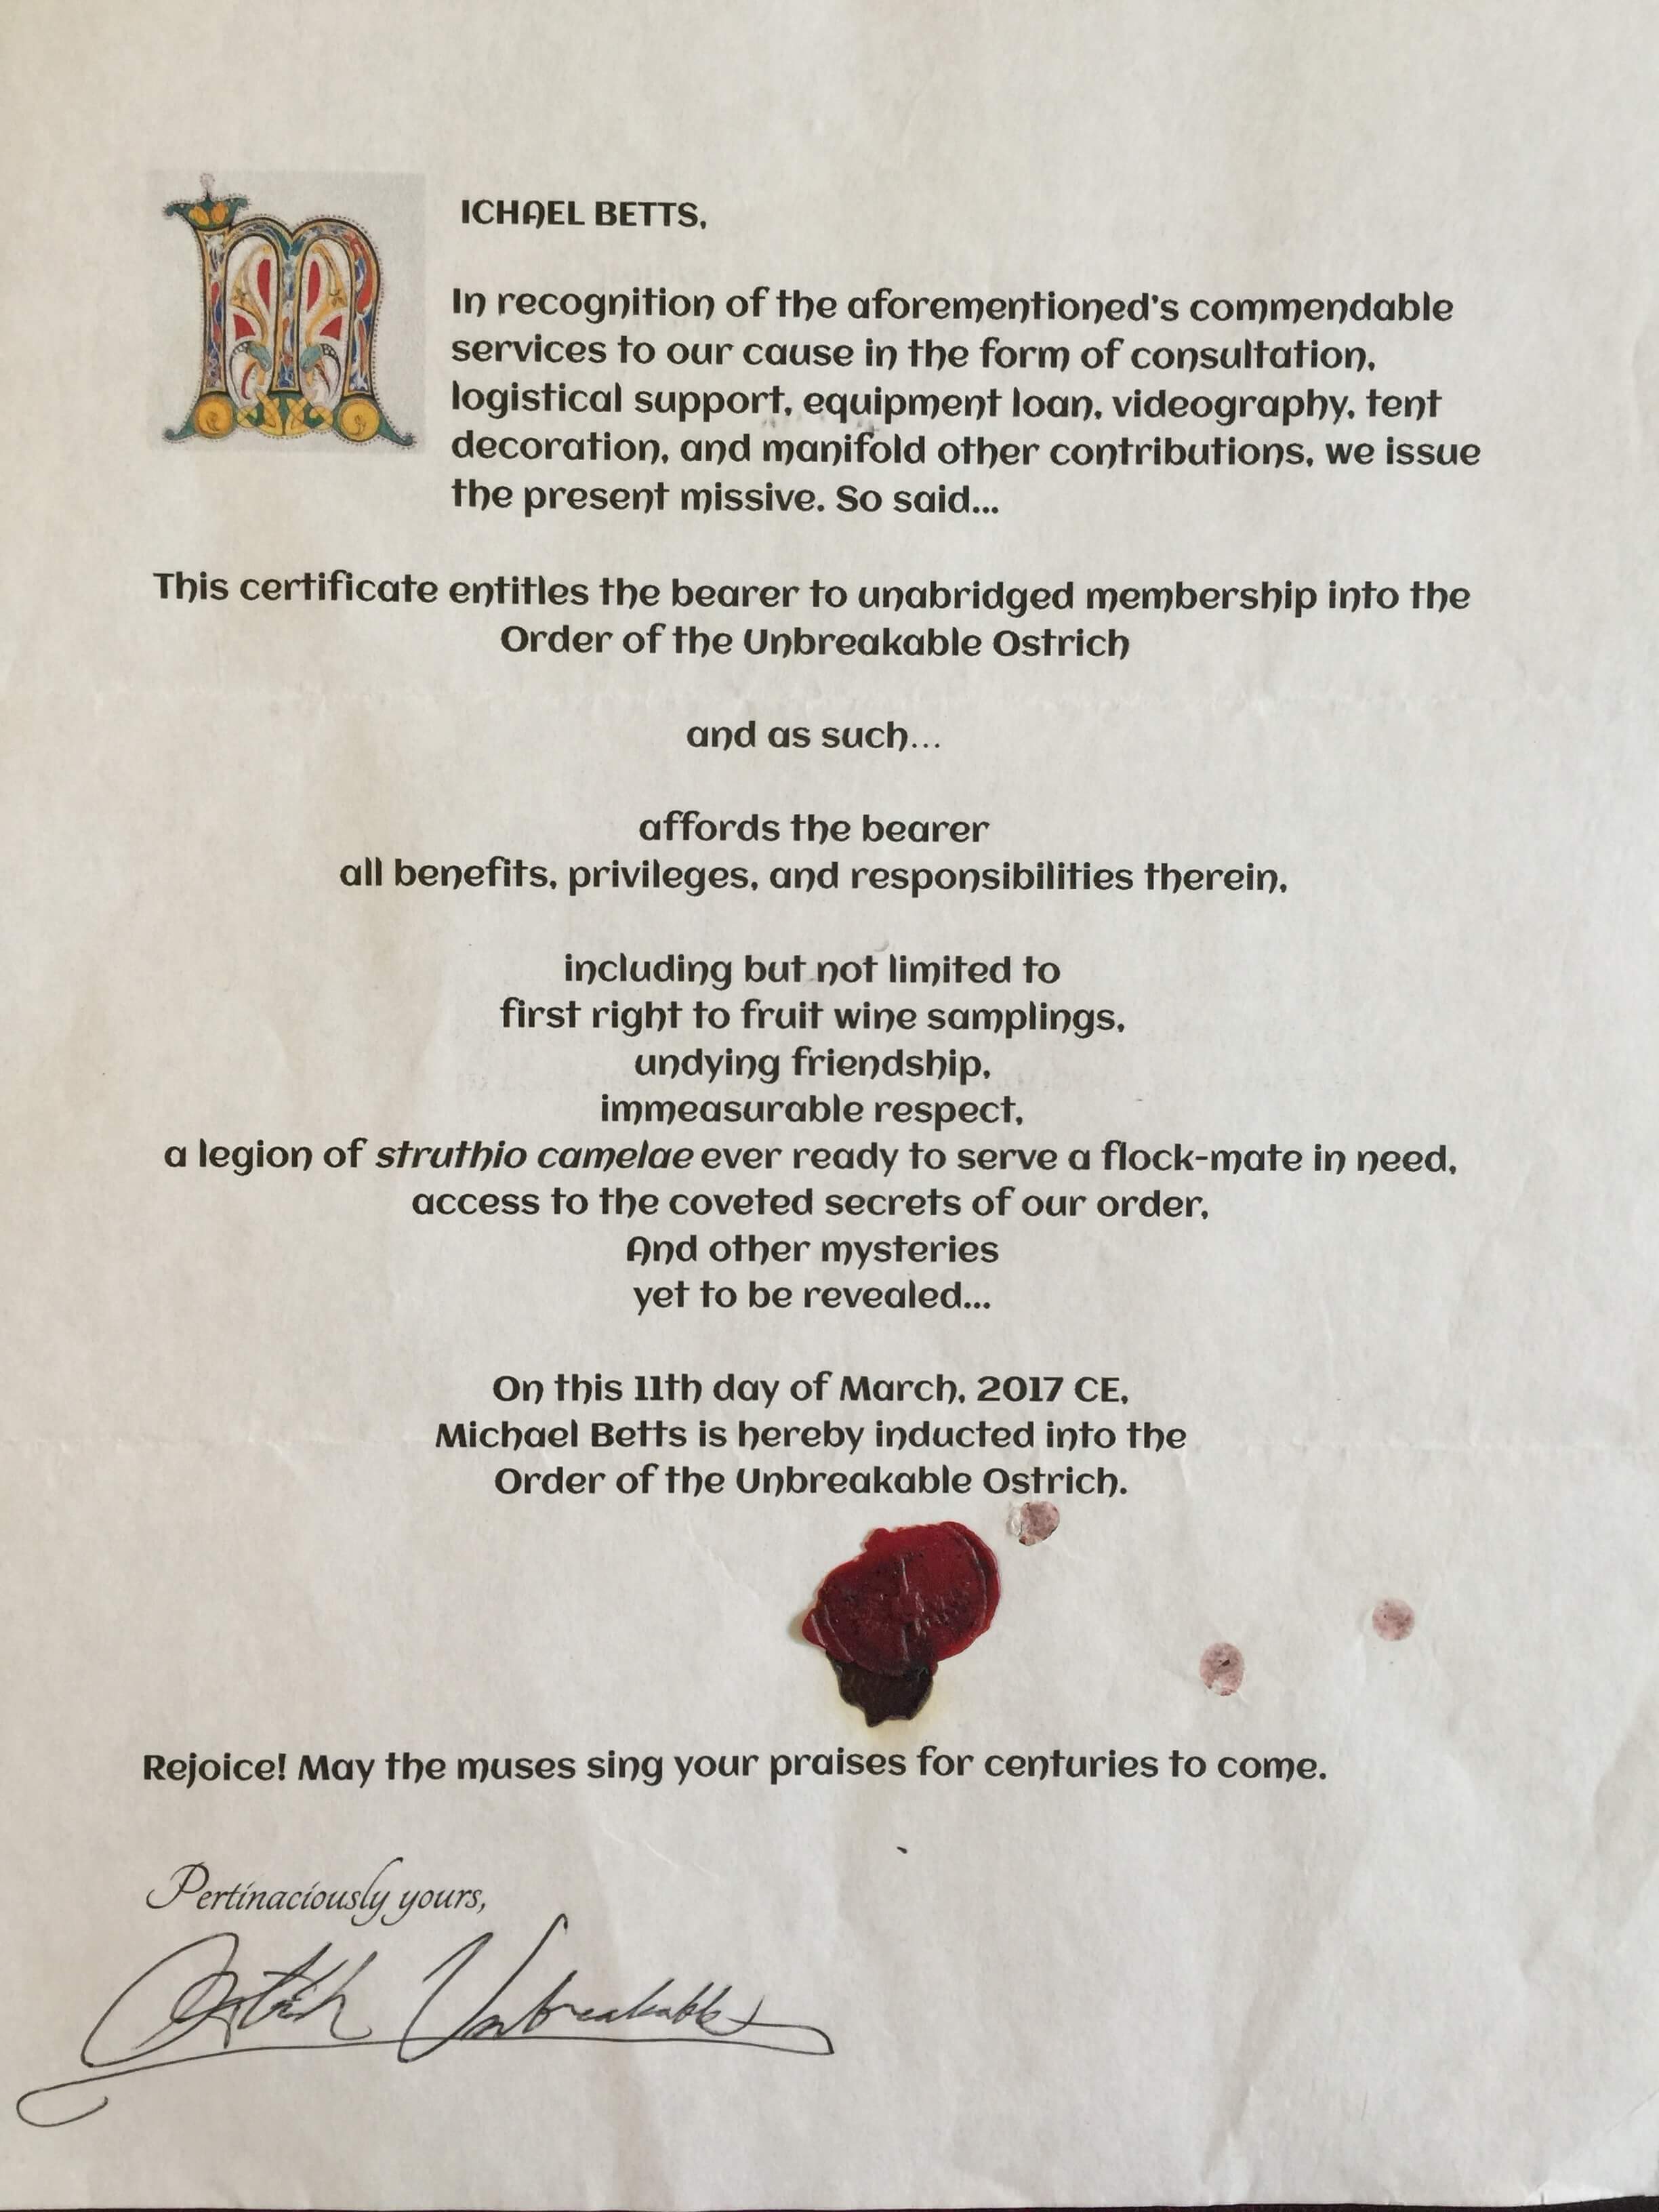 MICHAEL BETTS,
In recognition of the aforementioned's commendable
services to our cause in the form of consultation,
logistical support, equipment loan, videography, tent
decoration, and manifold other contributions, we issue
the present missive. So said...
This certificate entitles the bearer to unabridged membership into the
Order of the Unbreakable Ostrich
and as such...
affords the bearer
all benefits, privileges, and responsibilities therein,
including but not limited to
first right to fruit wine samplings,
undying friendship,
immeasurable respect,
a legion of struthio camelae ever ready to serve a flock-mate in need,
access to the coveted secrets of our order,
And other mysteries
yet to be revealed...
On this 11th day of March, 2017 CE,
Michael Betts is hereby inducted into the
Order of the Unbreakable Ostrich.
Rejoice! May the muses sing your praises for centuries to come.
Pertinaciously yours,
Ostrich Unbreakable